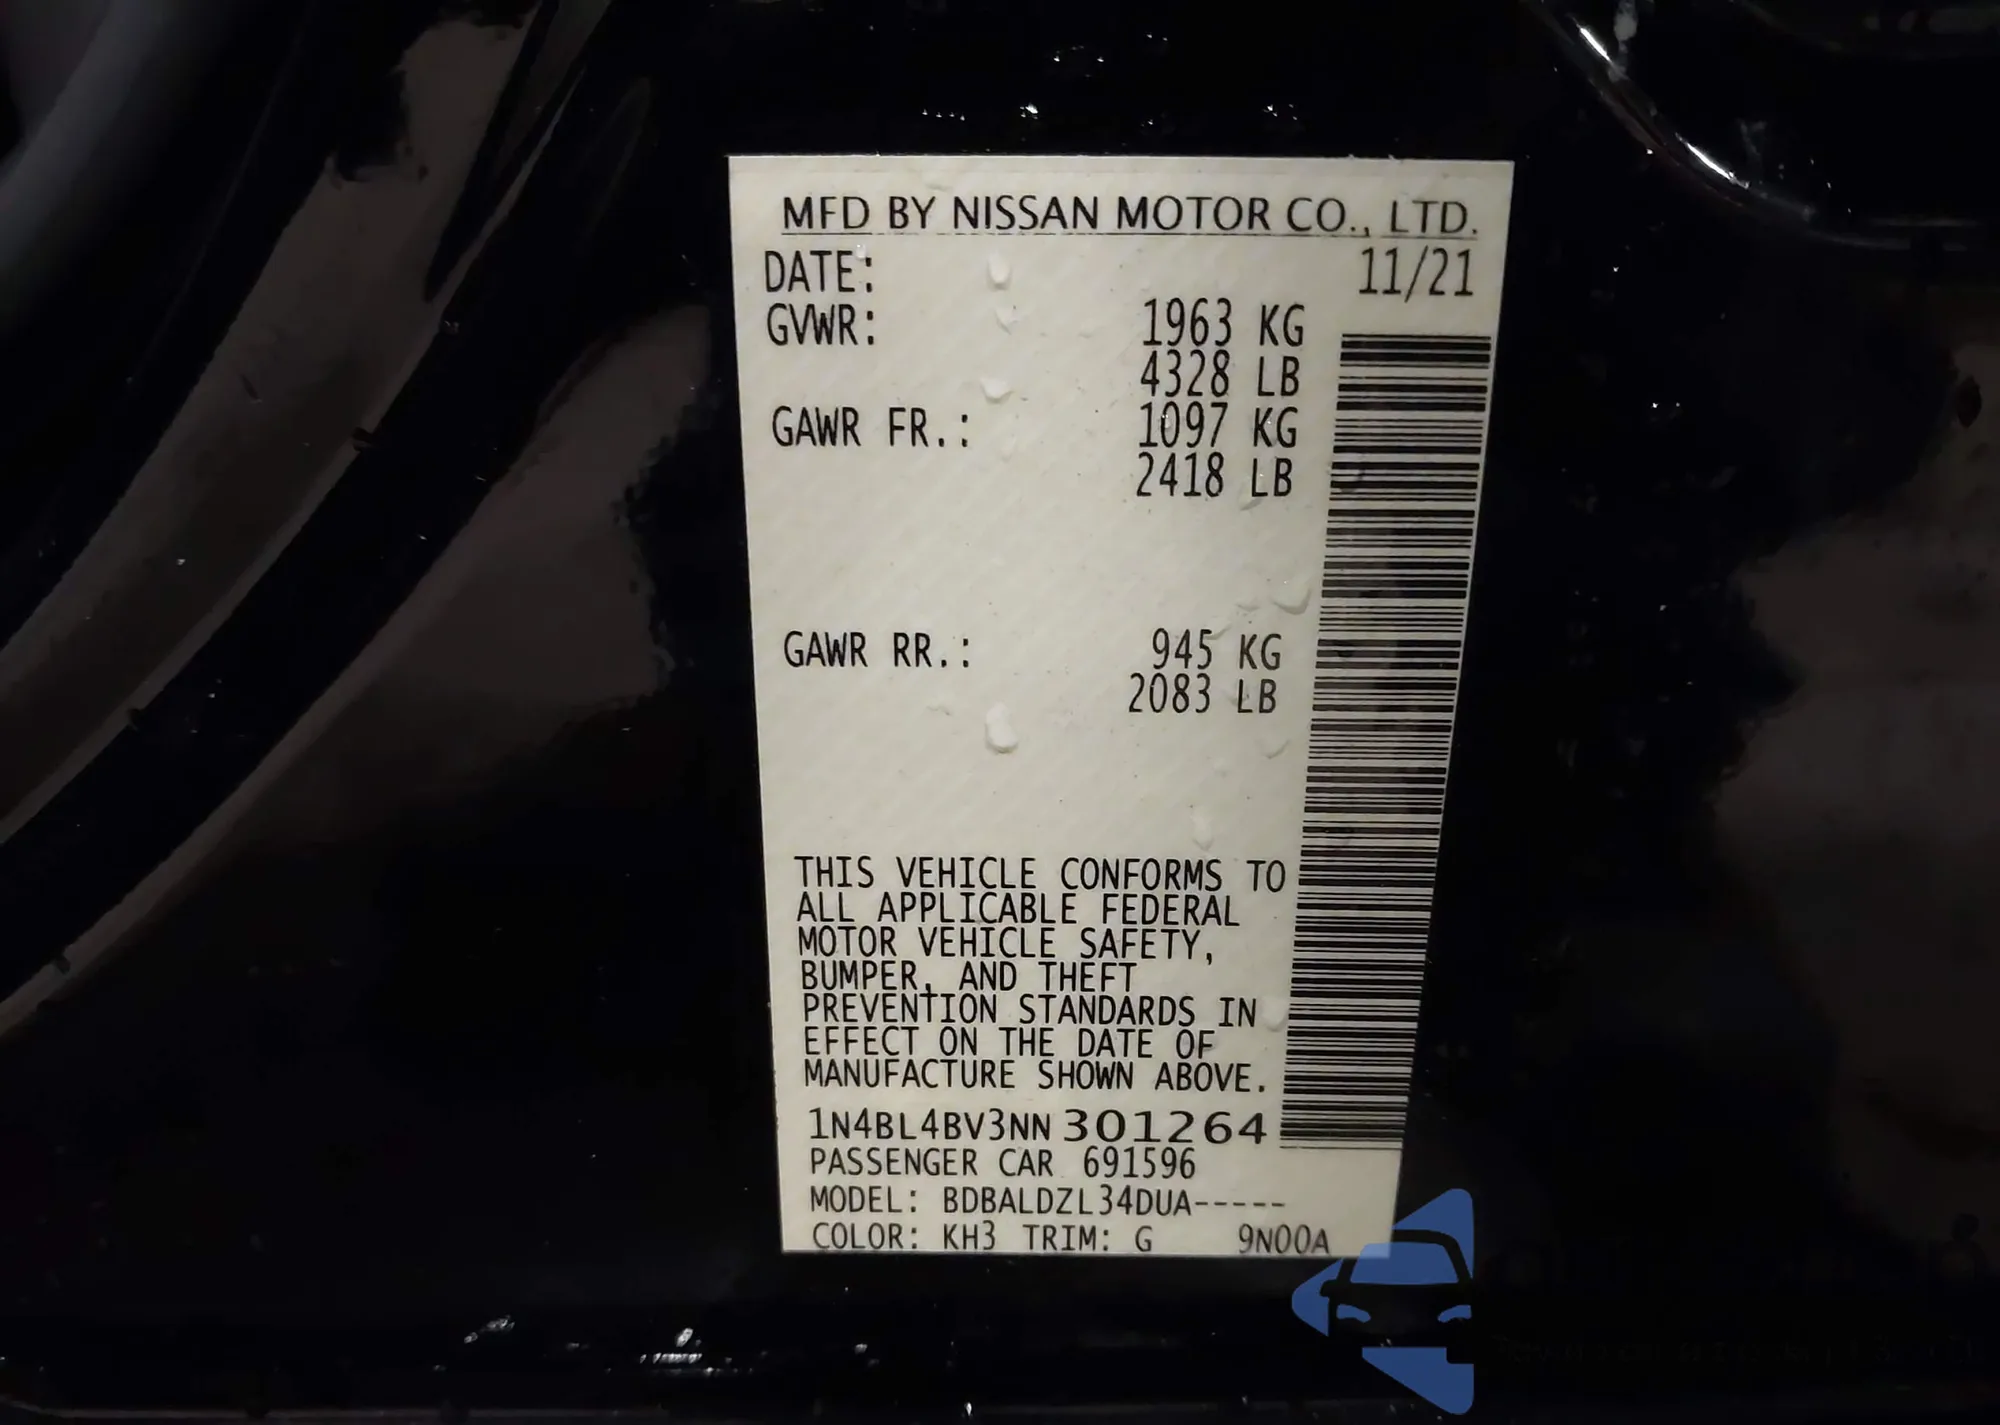 MFD BY NISSAN MOTOR CO., LTD.
DATE: 11/21
GVWR: 1963 KG
4328 LB
GAWR FR.: 1097 KG
2418 LB
GAWR RR.: 945 KG
2083 LB
THIS VEHICLE CONFORMS TO
ALL APPLICABLE FEDERAL
MOTOR VEHICLE SAFETY,
BUMPER, AND THEFT
PREVENTION STANDARDS IN
EFFECT ON THE DATE OF
MANUFACTURE SHOWN ABOVE.
1N4BL4BV3NN301264
PASSENGER CAR 691596
MODEL: BDBALDZL34DUA-----
COLOR: KH3 TRIM: G 9N00A